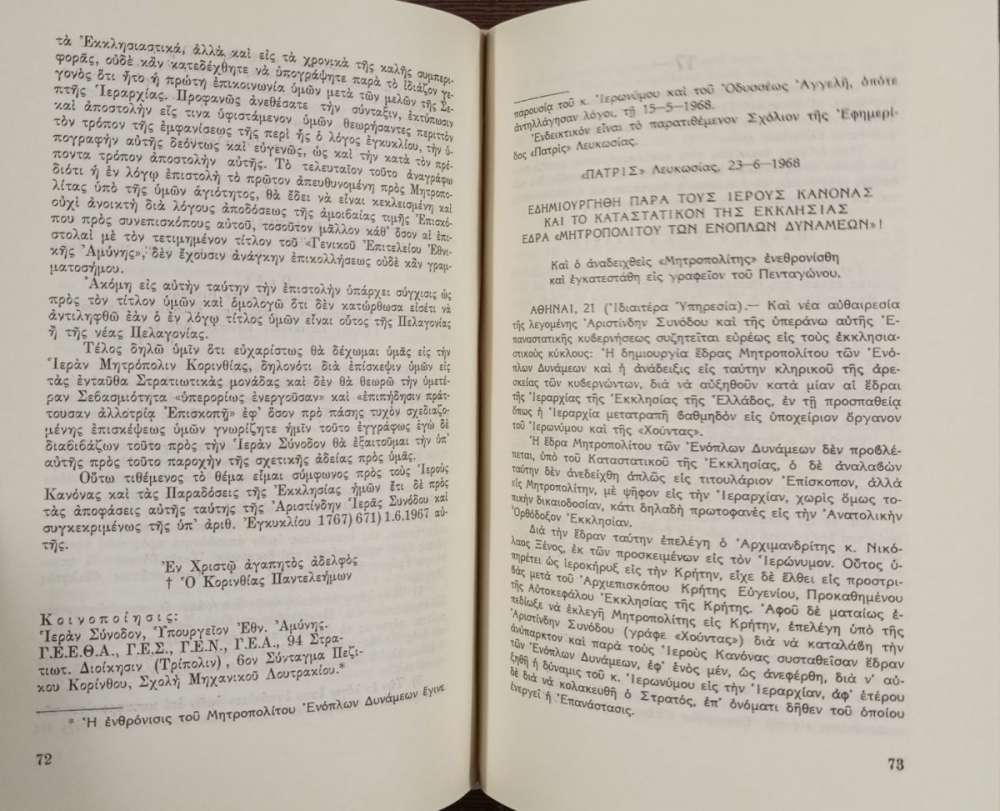 τὰ Ἐκκλησιαστικά, ἀλλὰ καὶ εἰς τὰ χρονικὰ τῆς καλῆς συμπερι-
φορᾶς, οὐδὲ κἂν κατεδέχθητε νὰ ὑπογράψητε παρὰ τὸ ἰδιάζον γε-
γονὸς ὅτι ἦτο ἡ πρώτη ἐπικοινωνία ὑμῶν μετὰ τῶν μελῶν τῆς Σε-
πτῆς Ἱεραρχίας. Προφανῶς ἀνεθέσατε τὴν σύνταξιν, ἐκτύπωσιν
καὶ ἀποστολὴν εἴς τινα ὑφιστάμενον ὑμῶν θεωρήσαντες περιττὸν
τὸν τρόπον τῆς ἐμφανίσεως τῆς περὶ ἧς ὁ λόγος ἐγκυκλίου, τὴν ὑ-
πογραφὴν αὐτῆς δεόντως καὶ εὐγενῶς, ὡς καὶ τὴν κατὰ τὸν πρέ-
ποντα τρόπον ἀποστολὴν αὐτῆς. Τὸ τελευταῖον τοῦτο ἀναγράφω
διότι ἡ ἐν λόγῳ ἐπιστολὴ τὸ πρῶτον ἀπευθυνομένη πρὸς Μητροπο-
λίτας ὑπὸ τῆς ὑμῶν ἁγιότητος, θὰ ἔδει νὰ εἶναι κεκλεισμένη καὶ
οὐχὶ ἀνοικτὴ διὰ λόγους ἀποδόσεως τῆς ἀμοιβαίας τιμῆς Ἐπισκό-
που πρὸς συνεπισκόπους αὐτοῦ, τοσοῦτον μᾶλλον καθ' ὅσον αἱ ἐπι-
στολαὶ μὲ τὸν τετιμημένον τίτλον τοῦ «Γενικοῦ Ἐπιτελείου Ἐθνι-
κῆς Ἀμύνης», δὲν ἔχουσιν ἀνάγκην ἐπικολλήσεως οὐδὲ κἂν γραμ-
ματοσήμου.
Ἀκόμη εἰς αὐτὴν ταύτην τὴν ἐπιστολὴν ὑπάρχει σύγχισις ὡς
πρὸς τὸν τίτλον ὑμῶν καὶ ὁμολογῶ ὅτι δὲν κατώρθωσα εἰσέτι νὰ
ἀντιληφθῶ ἐὰν ὁ ἐν λόγῳ τίτλος ὑμῶν εἶναι οὗτος τῆς Πελαγονίας
ἢ τῆς νέας Πελαγονίας.
Τέλος δηλῶ ὑμῖν ὅτι εὐχαρίστως θὰ δέχωμαι ὑμᾶς εἰς τὴν
Ἱερὰν Μητρόπολιν Κορινθίας, δηλονότι διὰ ἐπίσκεψιν ὑμῶν εἰς
τὰς ἐνταῦθα Στρατιωτικὰς μονάδας καὶ δὲν θὰ θεωρῶ τὴν ὑμετέ-
ραν Σεβασμιότητα «ὑπερορίως ἐνεργοῦσαν» καὶ «ἐπιπήδησιν πράτ-
τουσαν ἀλλοτρίᾳ Ἐπισκοπῇ» ἐφ' ὅσον πρὸ πάσης τυχὸν σχεδιαζο-
μένης ἐπισκέψεως ὑμῶν γνωρίζητε ἡμῖν τοῦτο ἐγγράφως ἐγὼ δὲ
διαβιβάζων τοῦτο πρὸς τὴν Ἱερὰν Σύνοδον θὰ ἐξαιτοῦμαι τὴν ὑπ'
αὐτῆς πρὸς τοῦτο παροχὴν τῆς σχετικῆς ἀδείας πρὸς ὑμᾶς.
Οὕτω τιθέμενον τὸ θέμα εἶμαι σύμφωνος πρὸς τοὺς Ἱεροὺς
Κανόνας καὶ τὰς Παραδόσεις τῆς Ἐκκλησίας ἡμῶν ἔτι δὲ πρὸς
τὰς ἀποφάσεις αὐτῆς ταύτης τῆς Ἀριστίνδην Ἱερᾶς Συνόδου καὶ
συγκεκριμένως τῆς ὑπ' ἀριθ. Ἐγκυκλίου 1767) 671) 1.6.1967 αὐ-
τῆς.
Ἐν Χριστῷ ἀγαπητὸς ἀδελφὸς
† Ὁ Κορινθίας Παντελεήμων
Κοινοποίησις:
Ἱερὰν Σύνοδον, Ὑπουργεῖον Ἐθν. Ἀμύνης.
Γ.Ε.Ε.Θ.Α., Γ.Ε.Σ., Γ.Ε.Ν., Γ.Ε.Α., 94 Στρα-
τιωτ. Διοίκησιν (Τρίπολιν), 6ον Σύνταγμα Πεζι-
κου Κορίνθου, Σχολὴ Μηχανικοῦ Λουτρακίου.*
* Ἡ ἐνθρόνισις τοῦ Μητροπολίτου Ἐνόπλων Δυνάμεων ἔγινε
72
παρουσίᾳ τοῦ κ. Ἱερωνύμου καὶ τοῦ Ὀδυσσέως Ἀγγελῆ, ὁπότε
ἀντηλλάγησαν λόγοι, τῇ 15-5-1968.
Ἐνδεικτικὸν εἶναι τὸ παρατιθέμενον Σχόλιον τῆς Ἐφημερί-
δος «Πατρὶς» Λευκωσίας.
«ΠΑΤΡΙΣ» Λευκωσίας, 23-6-1968
ΕΔΗΜΙΟΥΡΓΗΘΗ ΠΑΡΑ ΤΟΥΣ ΙΕΡΟΥΣ ΚΑΝΟΝΑΣ
ΚΑΙ ΤΟ ΚΑΤΑΣΤΑΤΙΚΟΝ ΤΗΣ ΕΚΚΛΗΣΙΑΣ
ΕΔΡΑ «ΜΗΤΡΟΠΟΛΙΤΟΥ ΤΩΝ ΕΝΟΠΛΩΝ ΔΥΝΑΜΕΩΝ»!
Καὶ ὁ ἀναδειχθεὶς «Μητροπολίτης» ἐνεθρονίσθη
καὶ ἐγκατεστάθη εἰς γραφεῖον τοῦ Πενταγώνου.
ΑΘΗΝΑΙ, 21 (Ἰδιαιτέρα Ὑπηρεσία).— Καὶ νέα αὐθαιρεσία
τῆς λεγομένης Ἀριστίνδην Συνόδου καὶ τῆς ὑπεράνω αὐτῆς Ἐ-
παναστατικῆς κυβερνήσεως συζητεῖται εὐρέως εἰς τοὺς ἐκκλησια-
στικοὺς κύκλους: Ἡ δημιουργία ἕδρας Μητροπολίτου τῶν Ἐνό-
πλων Δυνάμεων καὶ ἡ ἀνάδειξις εἰς ταύτην κληρικοῦ τῆς ἀρε-
σκείας τῶν κυβερνώντων, διὰ νὰ αὐξηθοῦν κατὰ μίαν αἱ ἕδραι
τῆς Ἱεραρχίας τῆς Ἐκκλησίας τῆς Ἑλλάδος, ἐν τῇ προσπαθείᾳ
ὅπως ἡ Ἱεραρχία μετατραπῇ βαθμηδὸν εἰς ὑποχείριον ὄργανον
τοῦ Ἱερωνύμου καὶ τῆς «Χούντας».
Ἡ ἕδρα Μητροπολίτου τῶν Ἐνόπλων Δυνάμεων δὲν προβλέ-
πεται, ὑπὸ τοῦ Καταστατικοῦ τῆς Ἐκκλησίας, ὁ δὲ ἀναλαβὼν
ταύτην δὲν ἀνεδείχθη ἁπλῶς εἰς τιτουλάριον Ἐπίσκοπον, ἀλλὰ
εἰς Μητροπολίτην, μὲ ψῆφον εἰς τὴν Ἱεραρχίαν, χωρὶς ὅμως το-
πικὴν δικαιοδοσίαν, κάτι δηλαδὴ πρωτοφανὲς εἰς τὴν Ἀνατολικὴν
Ὀρθόδοξον Ἐκκλησίαν.
Διὰ τὴν ἕδραν ταύτην ἐπελέγη ὁ Ἀρχιμανδρίτης κ. Νικό-
λαος Ξένος, ἐκ τῶν προσκειμένων εἰς τὸν Ἱερώνυμον. Οὗτος ὑ-
πηρέτει ὡς ἱεροκῆρυξ εἰς τὴν Κρήτην, εἶχε δὲ ἔλθει εἰς προστρι-
βὰς μετὰ τοῦ Ἀρχιεπισκόπου Κρήτης Εὐγενίου, Προκαθημένου
τῆς Αὐτοκεφάλου Ἐκκλησίας τῆς Κρήτης. Ἀφοῦ δὲ ματαίως ἐ-
πεδίωξε νὰ ἐκλεγῇ Μητροπολίτης εἰς Κρήτην, ἐπελέγη ὑπὸ τῆς
Ἀριστίνδην Συνόδου (γράφε «Χούντας») διὰ νὰ καταλάβῃ τὴν
ἀνύπαρκτον καὶ παρὰ τοὺς Ἱεροὺς Κανόνας συσταθεῖσαν ἕδραν
τῶν Ἐνόπλων Δυνάμεων, ἐφ' ἑνὸς μέν, ὡς ἀνεφέρθη, διὰ ν' αὐ-
ξηθῇ ἡ δύναμις τοῦ κ. Ἱερωνύμου εἰς τὴν Ἱεραρχίαν, ἀφ' ἑτέρου
δὲ διὰ νὰ κολακευθῇ ὁ Στρατός, ἐπ' ὀνόματι δῆθεν τοῦ ὁποίου
ἐνεργεῖ ἡ Ἐπανάστασις.
73